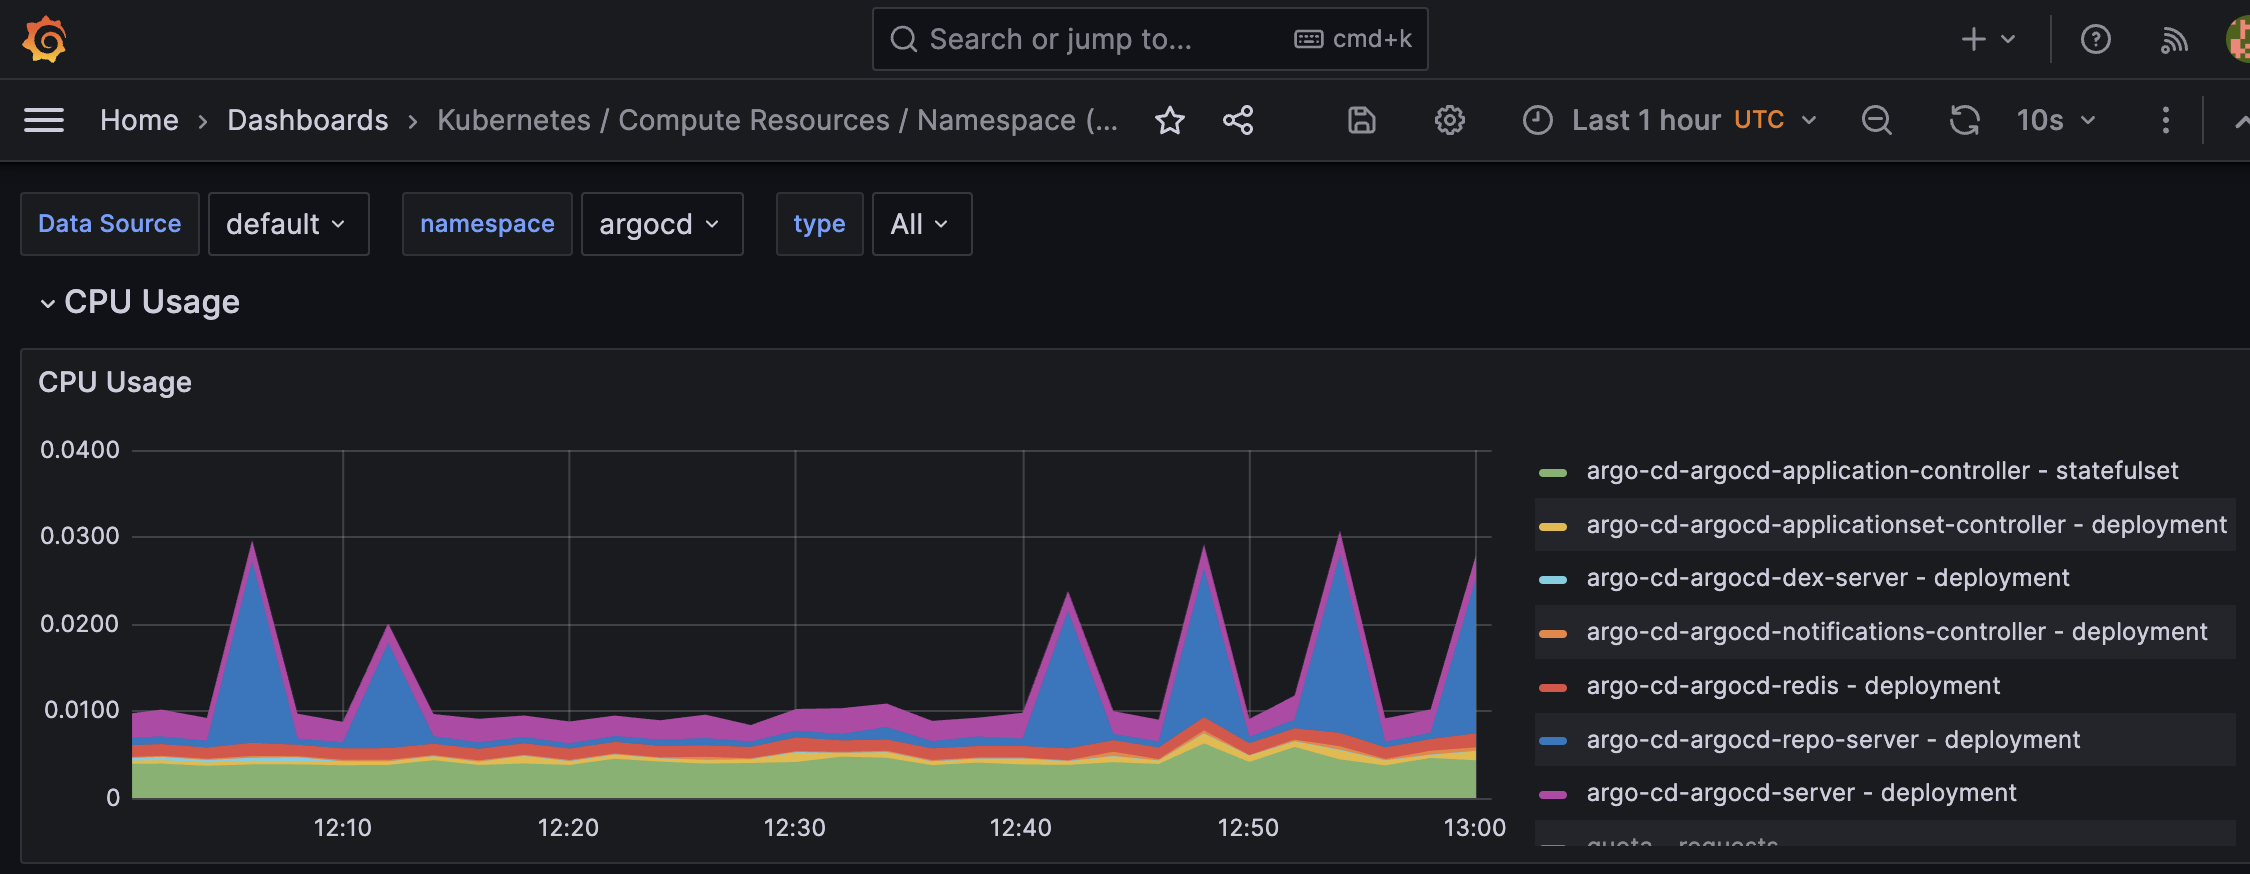 Search or jump to... cmd+k
Home › Dashboards › Kubernetes / Compute Resources / Namespace (... Last 1 hour UTC 10s
Data Source default namespace argocd type All
CPU Usage
CPU Usage
0.0400
0.0300
0.0200
0.0100
0
12:10 12:20 12:30 12:40 12:50 13:00
argo-cd-argocd-application-controller - statefulset
argo-cd-argocd-applicationset-controller - deployment
argo-cd-argocd-dex-server - deployment
argo-cd-argocd-notifications-controller - deployment
argo-cd-argocd-redis - deployment
argo-cd-argocd-repo-server - deployment
argo-cd-argocd-server - deployment
quota - requests